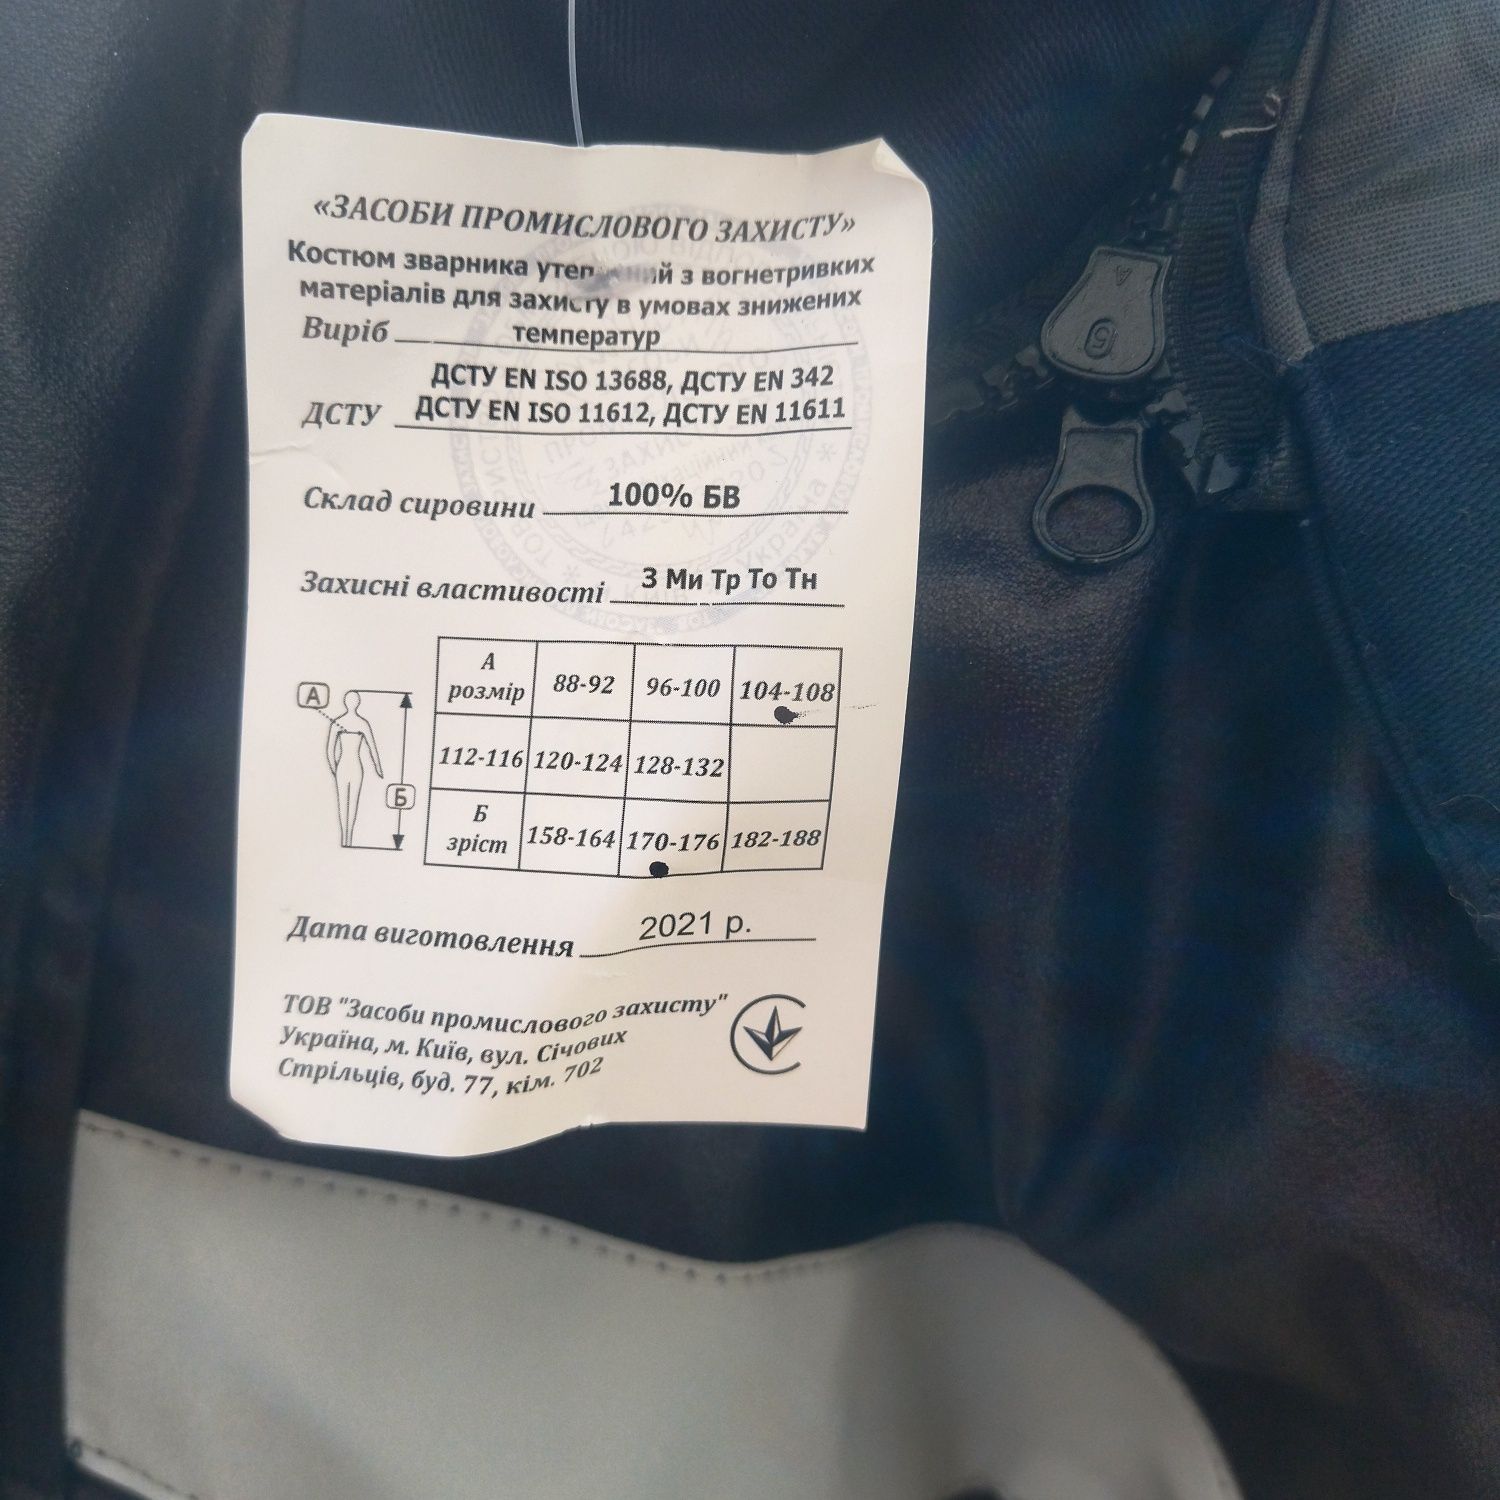 «ЗАСОБИ ПРОМИСЛОВОГО ЗАХИСТУ»
Костюм зварника з вогнетривких
матеріалів для захисту в умовах знижених
Виріб температур
ДСТУ EN ISO 13688, ДСТУ EN 342
ДСТУ ДСТУ EN ISO 11612, ДСТУ EN 11611
Склад сировини 100% БВ
Захисні властивості З Ми Тр То Тн
А розмір 88-92 96-100 104-108
112-116 120-124 128-132
Б зріст 158-164 170-176 182-188
А
Б
Дата виготовлення 2021 р.
ТОВ "Засоби промислового захисту"
Україна, м. Київ, вул. Січових
Стрільців, буд. 77, кім. 702
5